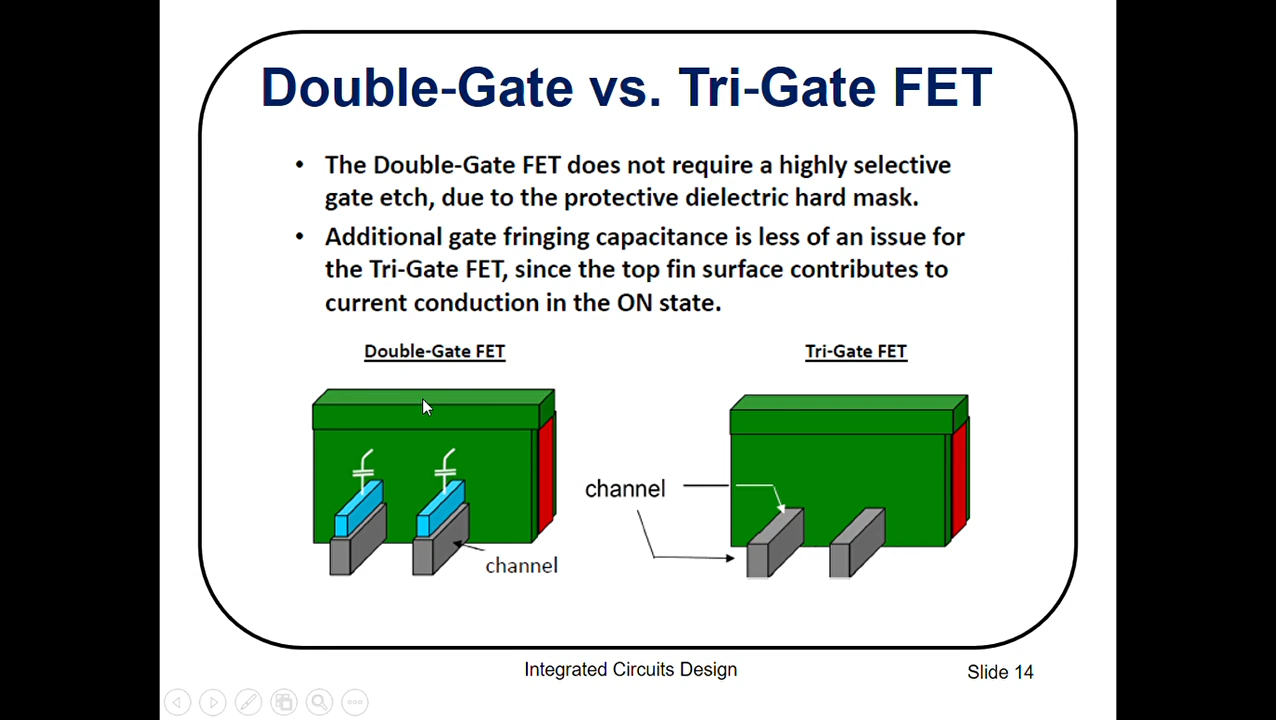 Double-Gate vs. Tri-Gate FET
• The Double-Gate FET does not require a highly selective
gate etch, due to the protective dielectric hard mask.
• Additional gate fringing capacitance is less of an issue for
the Tri-Gate FET, since the top fin surface contributes to
current conduction in the ON state.
Double-Gate FET
Tri-Gate FET
channel
channel
Integrated Circuits Design
Slide 14